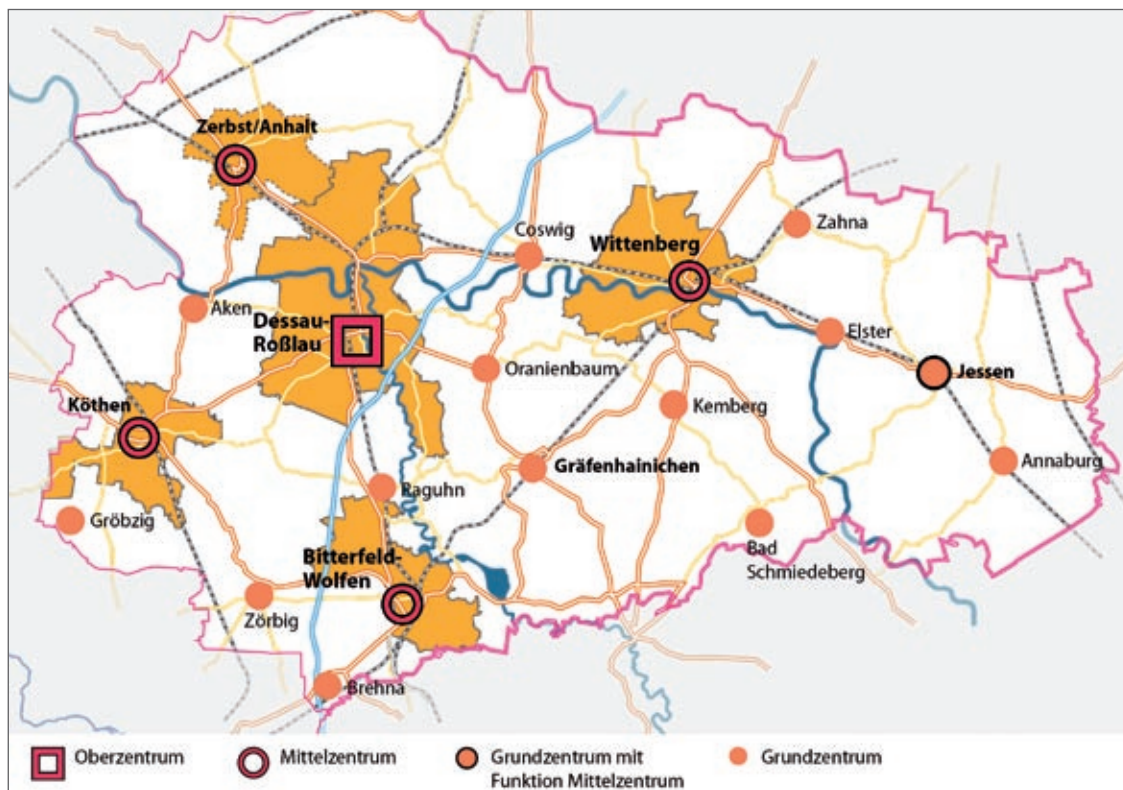 Zerbst/Anhalt
Coswig
Wittenberg
Zahna
Aken
Dessau-
Roßlau
Elster
Oranienbaum
Jessen
Köthen
Kemberg
Gräfenhainichen
Annaburg
Raguhn
Gröbzig
Bitterfeld-
Wolfen
Bad
Schmiedeberg
Zörbig
Brehna
Oberzentrum
Mittelzentrum
Grundzentrum mit
Funktion Mittelzentrum
Grundzentrum